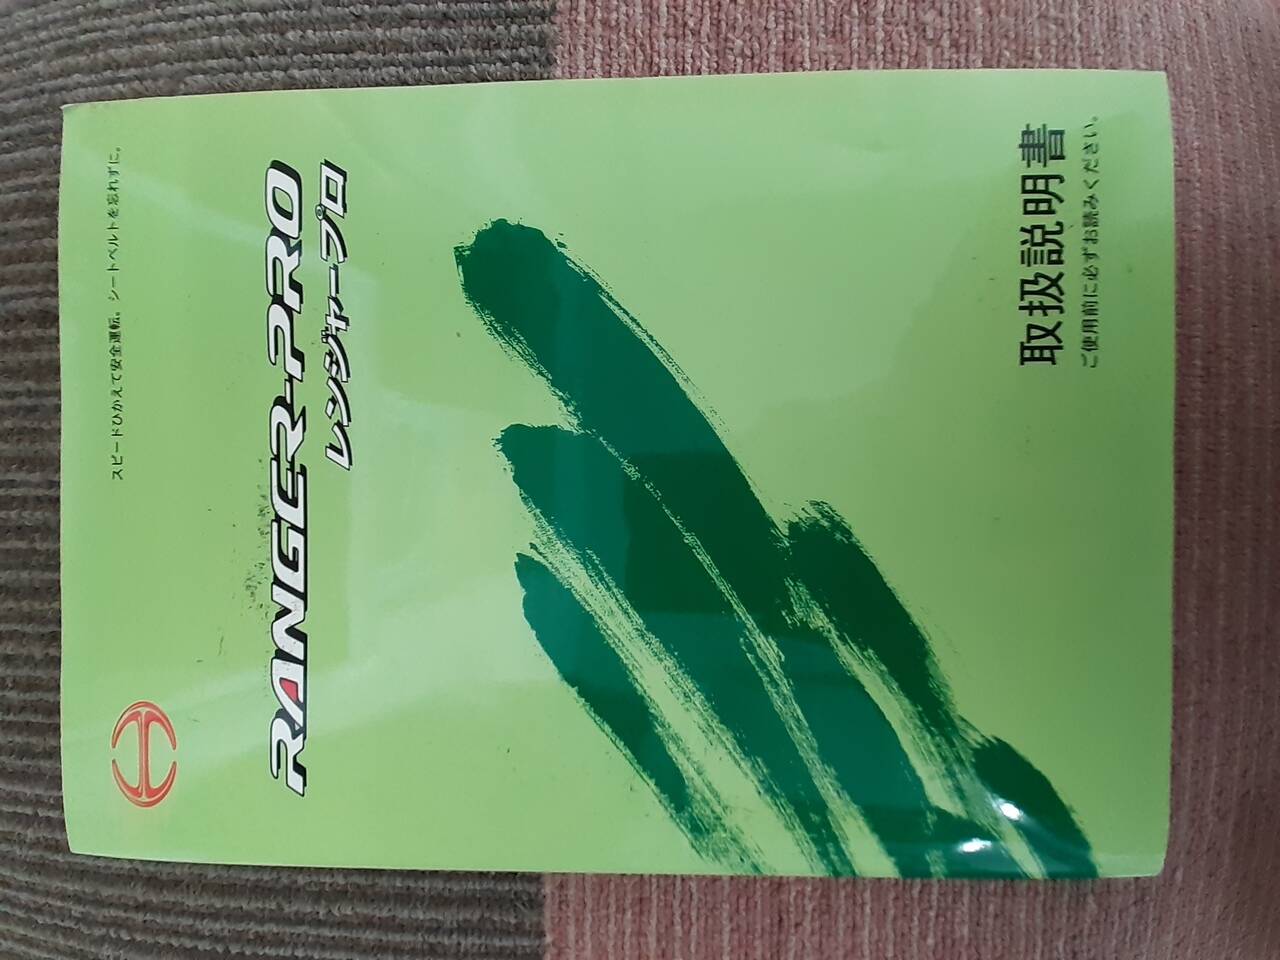 スピードひかえて安全運転。シートベルトを忘れずに。
RANGER-PRO
レンジャープロ
取扱説明書
ご使用前に必ずお読みください。